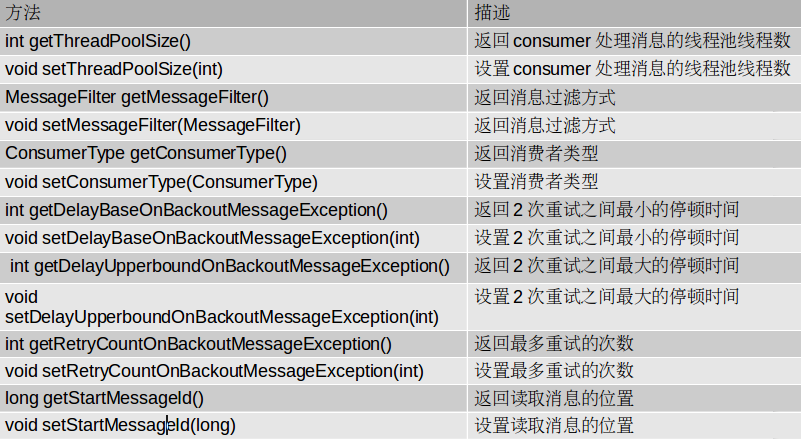 方法 描述
int getThreadPoolSize() 返回 consumer 处理消息的线程池线程数
void setThreadPoolSize(int) 设置 consumer 处理消息的线程池线程数
MessageFilter getMessageFilter() 返回消息过滤方式
void setMessageFilter(MessageFilter) 返回消息过滤方式
ConsumerType getConsumerType() 返回消费者类型
void setConsumerType(ConsumerType) 设置消费者类型
int getDelayBaseOnBackoutMessageException() 返回 2 次重试之间最小的停顿时间
void setDelayBaseOnBackoutMessageException(int) 设置 2 次重试之间最小的停顿时间
int getDelayUpperboundOnBackoutMessageException() 返回 2 次重试之间最大的停顿时间
void 设置 2 次重试之间最大的停顿时间
setDelayUpperboundOnBackoutMessageException(int)
int getRetryCountOnBackoutMessageException() 返回最多重试的次数
void setRetryCountOnBackoutMessageException(int) 设置最多重试的次数
long getStartMessageId() 返回读取消息的位置
void setStartMessageId(long) 设置读取消息的位置